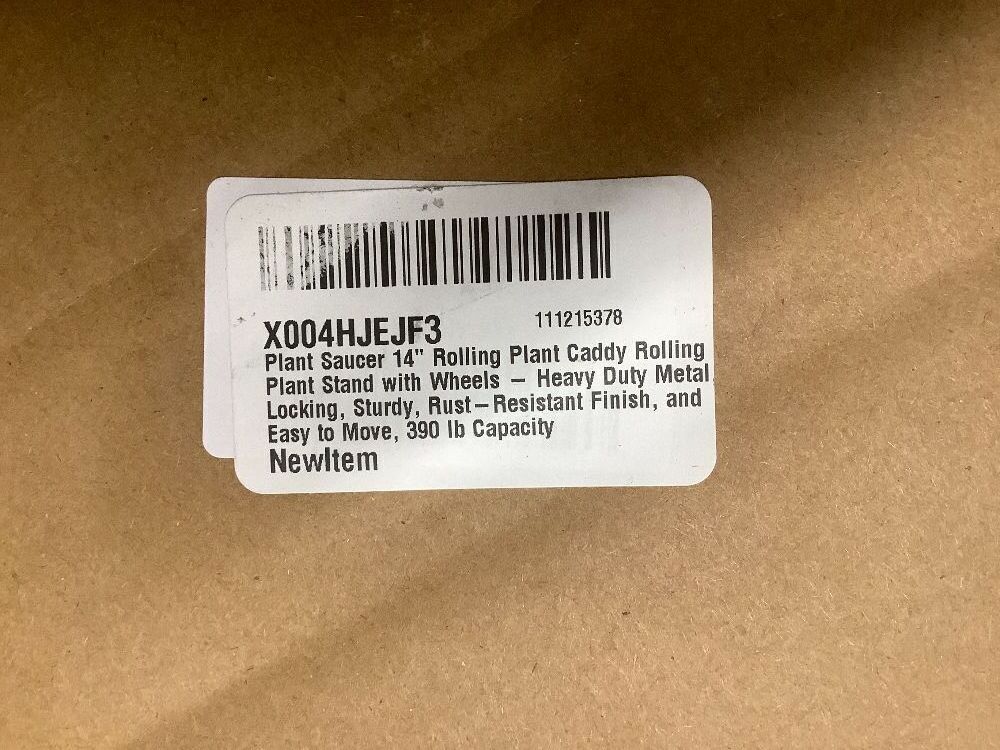 X004HJEJF3 111215378
Plant Saucer 14" Rolling Plant Caddy Rolling
Plant Stand with Wheels – Heavy Duty Metal
Locking, Sturdy, Rust–Resistant Finish, and
Easy to Move, 390 lb Capacity
NewItem